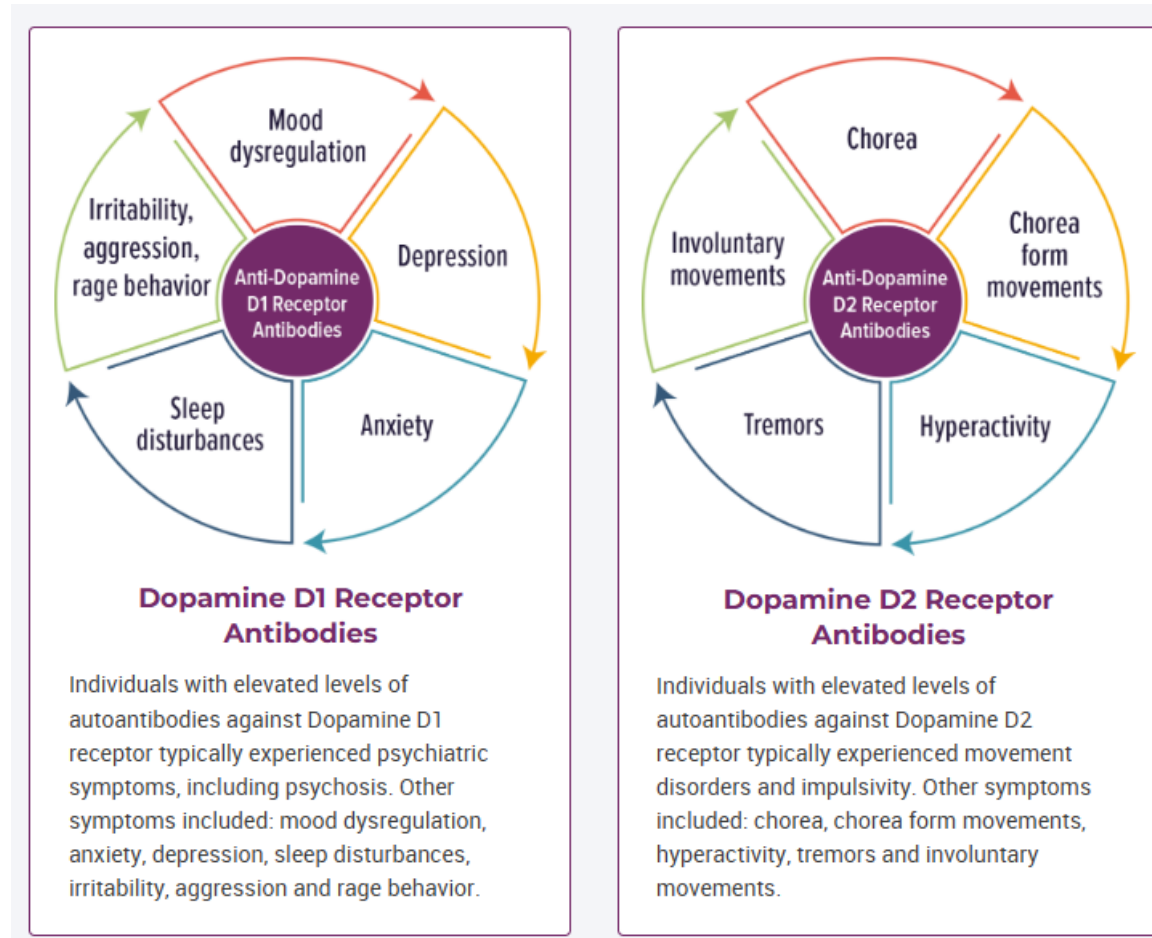 Mood
dysregulation
Depression
Anxiety
Sleep
disturbances
Irritability,
aggression,
rage behavior
Anti-Dopamine
D1 Receptor
Antibodies
Dopamine D1 Receptor
Antibodies
Individuals with elevated levels of
autoantibodies against Dopamine D1
receptor typically experienced psychiatric
symptoms, including psychosis. Other
symptoms included: mood dysregulation,
anxiety, depression, sleep disturbances,
irritability, aggression and rage behavior.
Chorea
Chorea
form
movements
Hyperactivity
Tremors
Involuntary
movements
Anti-Dopamine
D2 Receptor
Antibodies
Dopamine D2 Receptor
Antibodies
Individuals with elevated levels of
autoantibodies against Dopamine D2
receptor typically experienced movement
disorders and impulsivity. Other symptoms
included: chorea, chorea form movements,
hyperactivity, tremors and involuntary
movements.